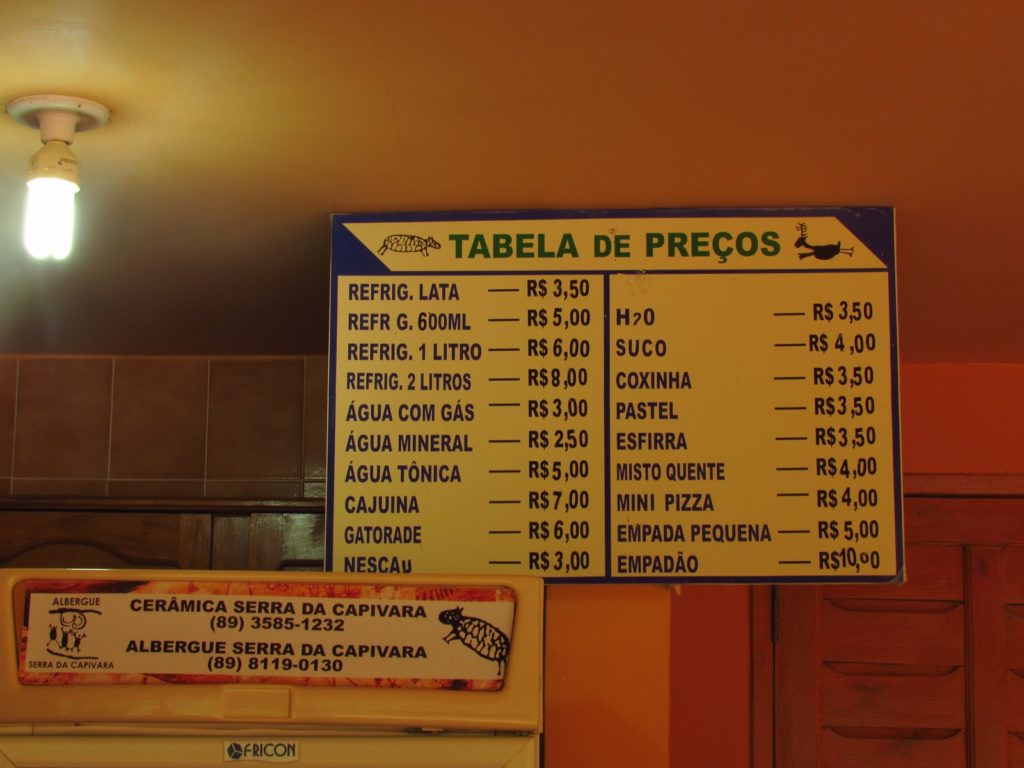 TABELA DE PREÇOS
REFRIG. LATA — R$ 3,50
REFR G. 600ML — R$ 5,00
REFRIG. 1 LITRO — R$ 6,00
REFRIG. 2 LITROS — R$ 8,00
ÁGUA COM GÁS — R$ 3,00
ÁGUA MINERAL — R$ 2,50
ÁGUA TÔNICA — R$ 5,00
CAJUINA — R$ 7,00
GATORADE — R$ 6,00
NESCAU — R$ 3,00
H2O — R$ 3,50
SUCO — R$ 4,00
COXINHA — R$ 3,50
PASTEL — R$ 3,50
ESFIRRA — R$ 3,50
MISTO QUENTE — R$ 4,00
MINI PIZZA — R$ 4,00
EMPADA PEQUENA — R$ 5,00
EMPADÃO — R$ 10,00
ALBERGUE
SERRA DA CAPIVARA
CERÂMICA SERRA DA CAPIVARA
(89) 3585-1232
ALBERGUE SERRA DA CAPIVARA
(89) 8119-0130
FRICON